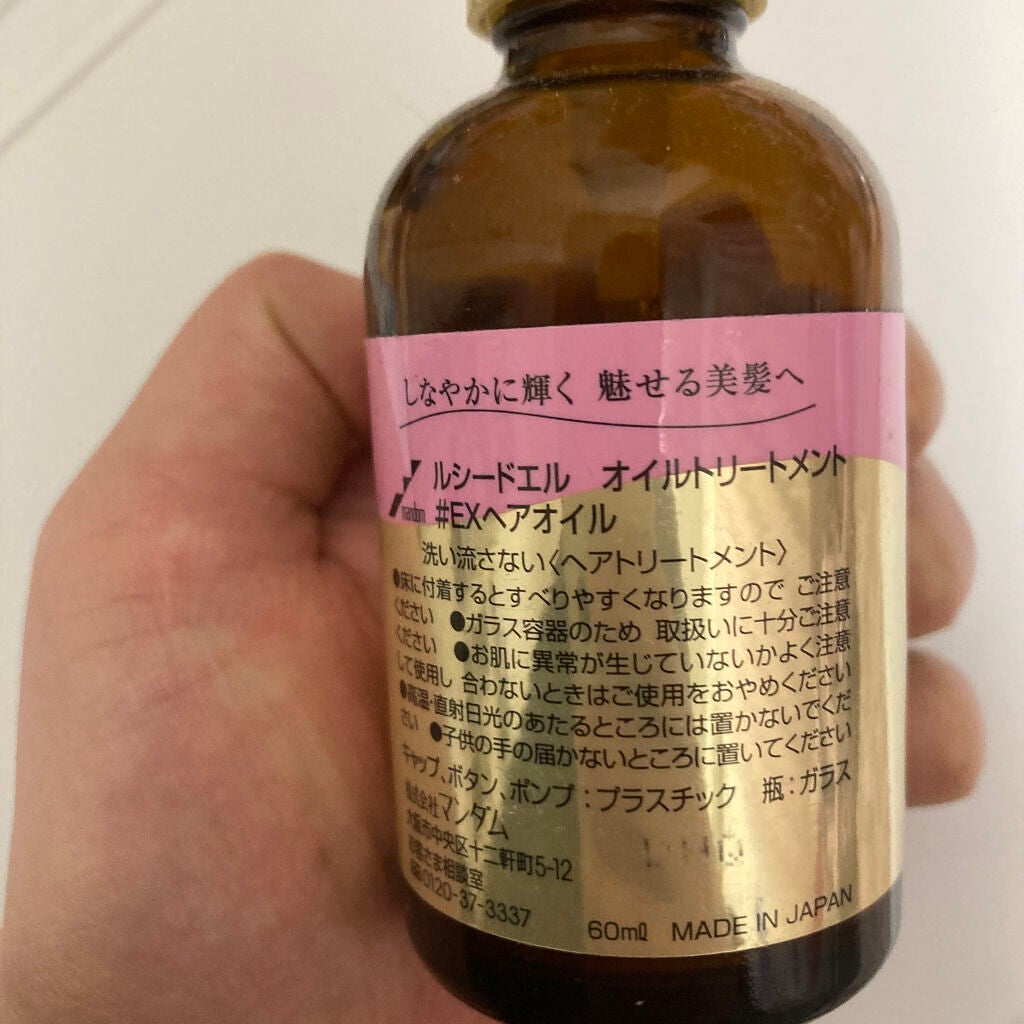 しなやかに輝く 魅せる美髪へ
mandom ルシードエル オイルトリートメント
#EXヘアオイル
洗い流さない〈ヘアトリートメント〉
●床に付着するとすべりやすくなりますので ご注意
ください ●ガラス容器のため 取扱いに十分ご注意
ください ●お肌に異常が生じていないかよく注意
して使用し 合わないときはご使用をおやめください
●高温・直射日光のあたるところには置かないでくだ
さい ●子供の手の届かないところに置いてください
キャップ、ボタン、ポンプ:プラスチック 瓶:ガラス
株式会社マンダム
大阪市中央区十二軒町5-12
お客さま相談室
0120-37-3337
60mℓ MADE IN JAPAN